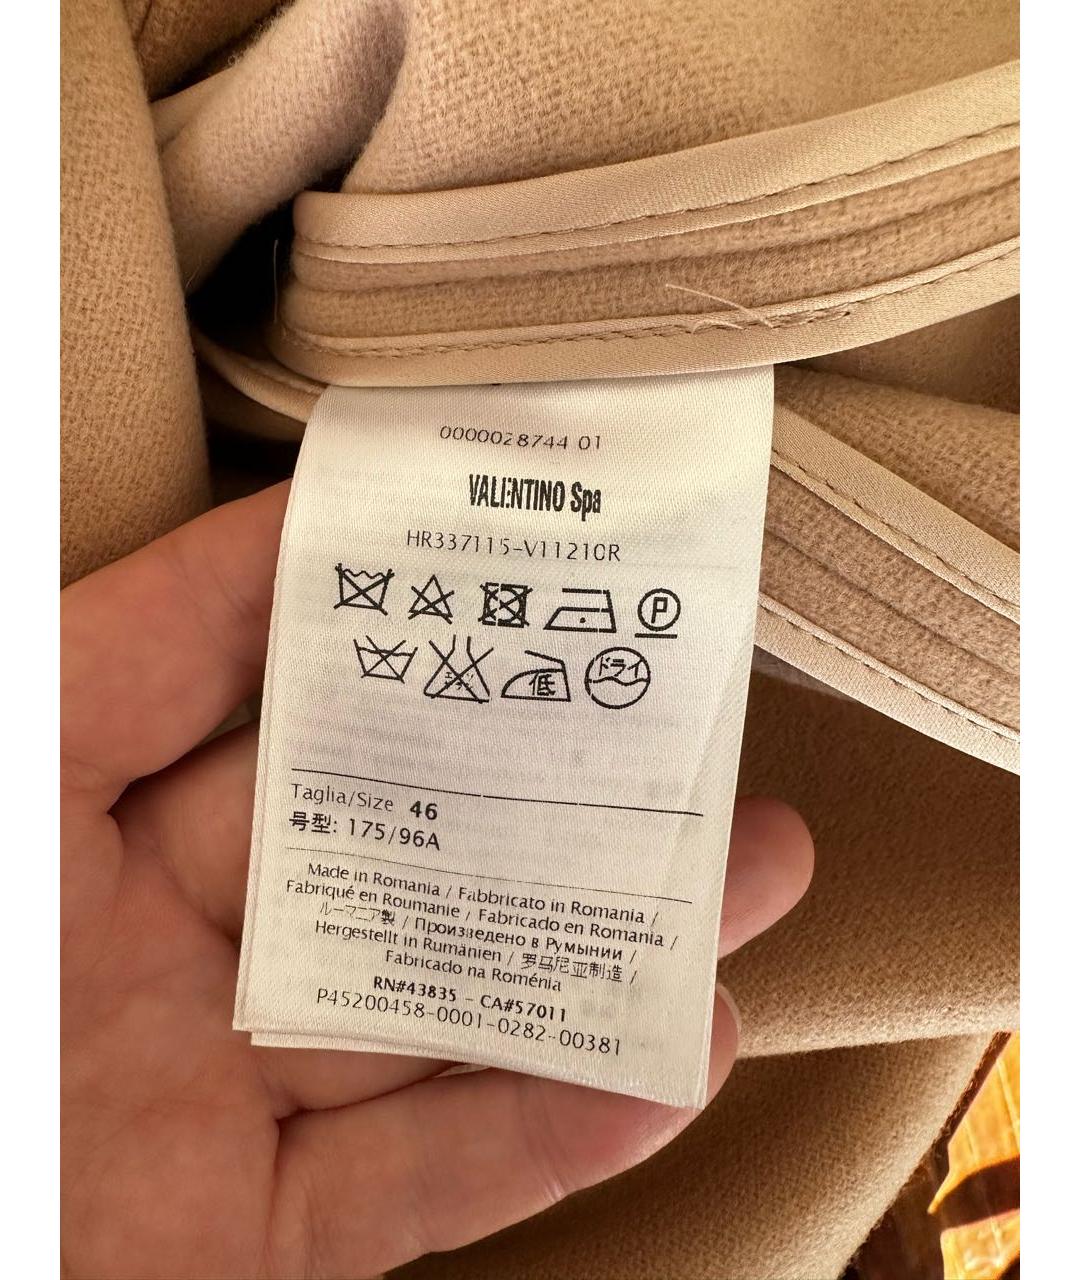 0000028744 01
VALENTINO Spa
HR337115-V11210R
P
ドライ
低
Taglia/Size 46
号型: 175/96A
Made in Romania / Fabbricato in Romania /
Fabriqué en Roumanie / Fabricado en Romania /
ルーマニア製 / Произведено в Румынии /
Hergestellt in Rumänien / 罗马尼亚制造 /
Fabricado na Roménia
RN#43835 - CA#57011
P45200458-0001-0282-00381